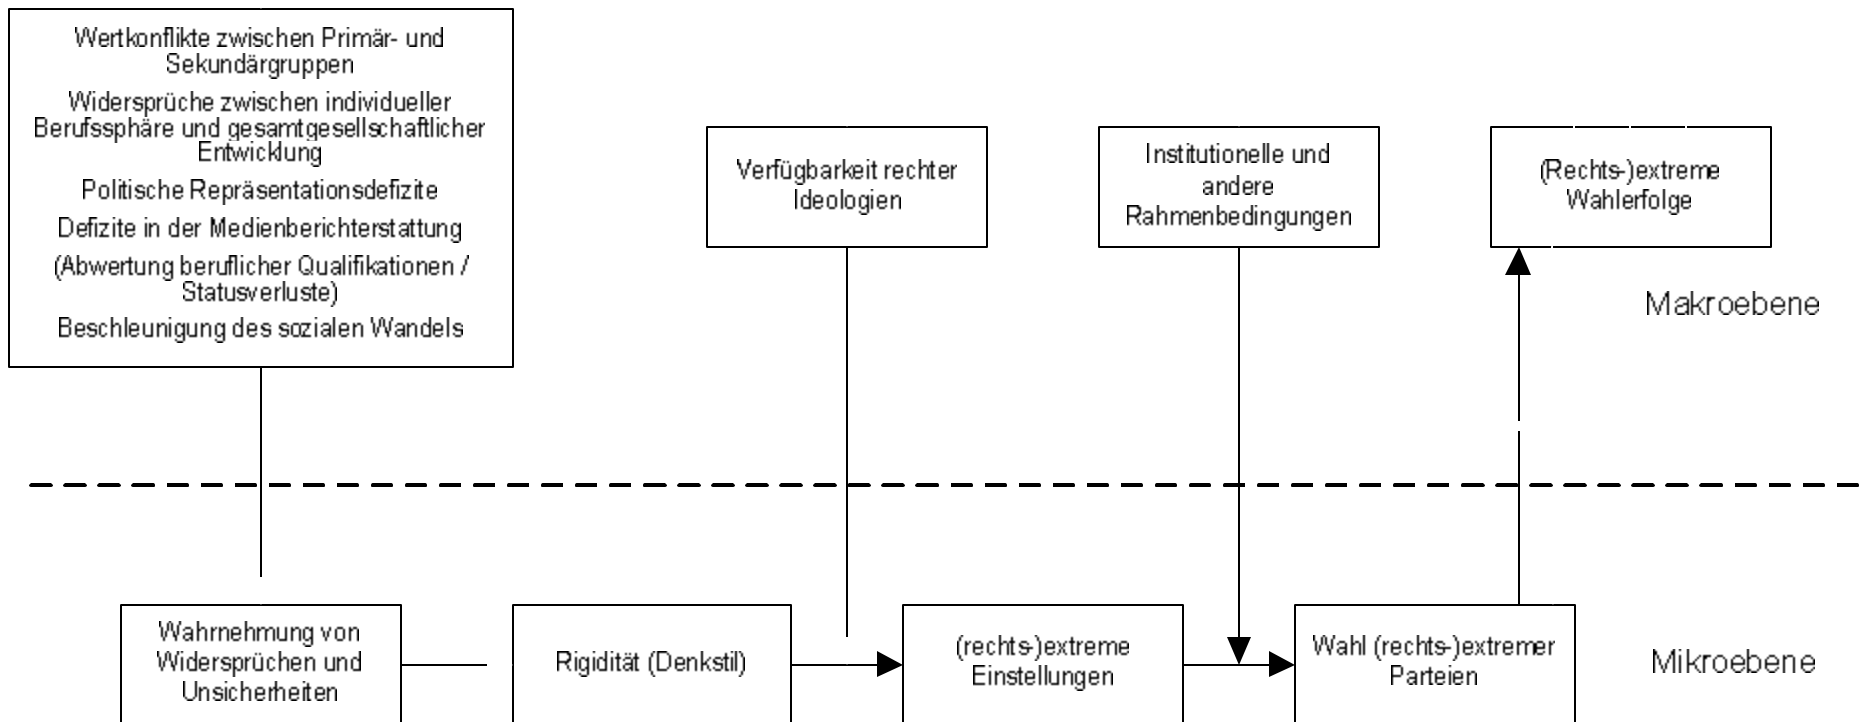 Wertkonflikte zwischen Primär- und
Sekundärgruppen
Widersprüche zwischen individueller
Berufssphäre und gesamtgesellschaftlicher
Entwicklung
Politische Repräsentationsdefizite
Defizite in der Medienberichterstattung
(Abwertung beruflicher Qualifikationen /
Statusverluste)
Beschleunigung des sozialen Wandels
Verfügbarkeit rechter
Ideologien
Institutionelle und
andere
Rahmenbedingungen
(Rechts-)extreme
Wahlerfolge
Makroebene
Wahrnehmung von
Widersprüchen und
Unsicherheiten
Rigidität (Denkstil)
(rechts-)extreme
Einstellungen
Wahl (rechts-)extremer
Parteien
Mikroebene